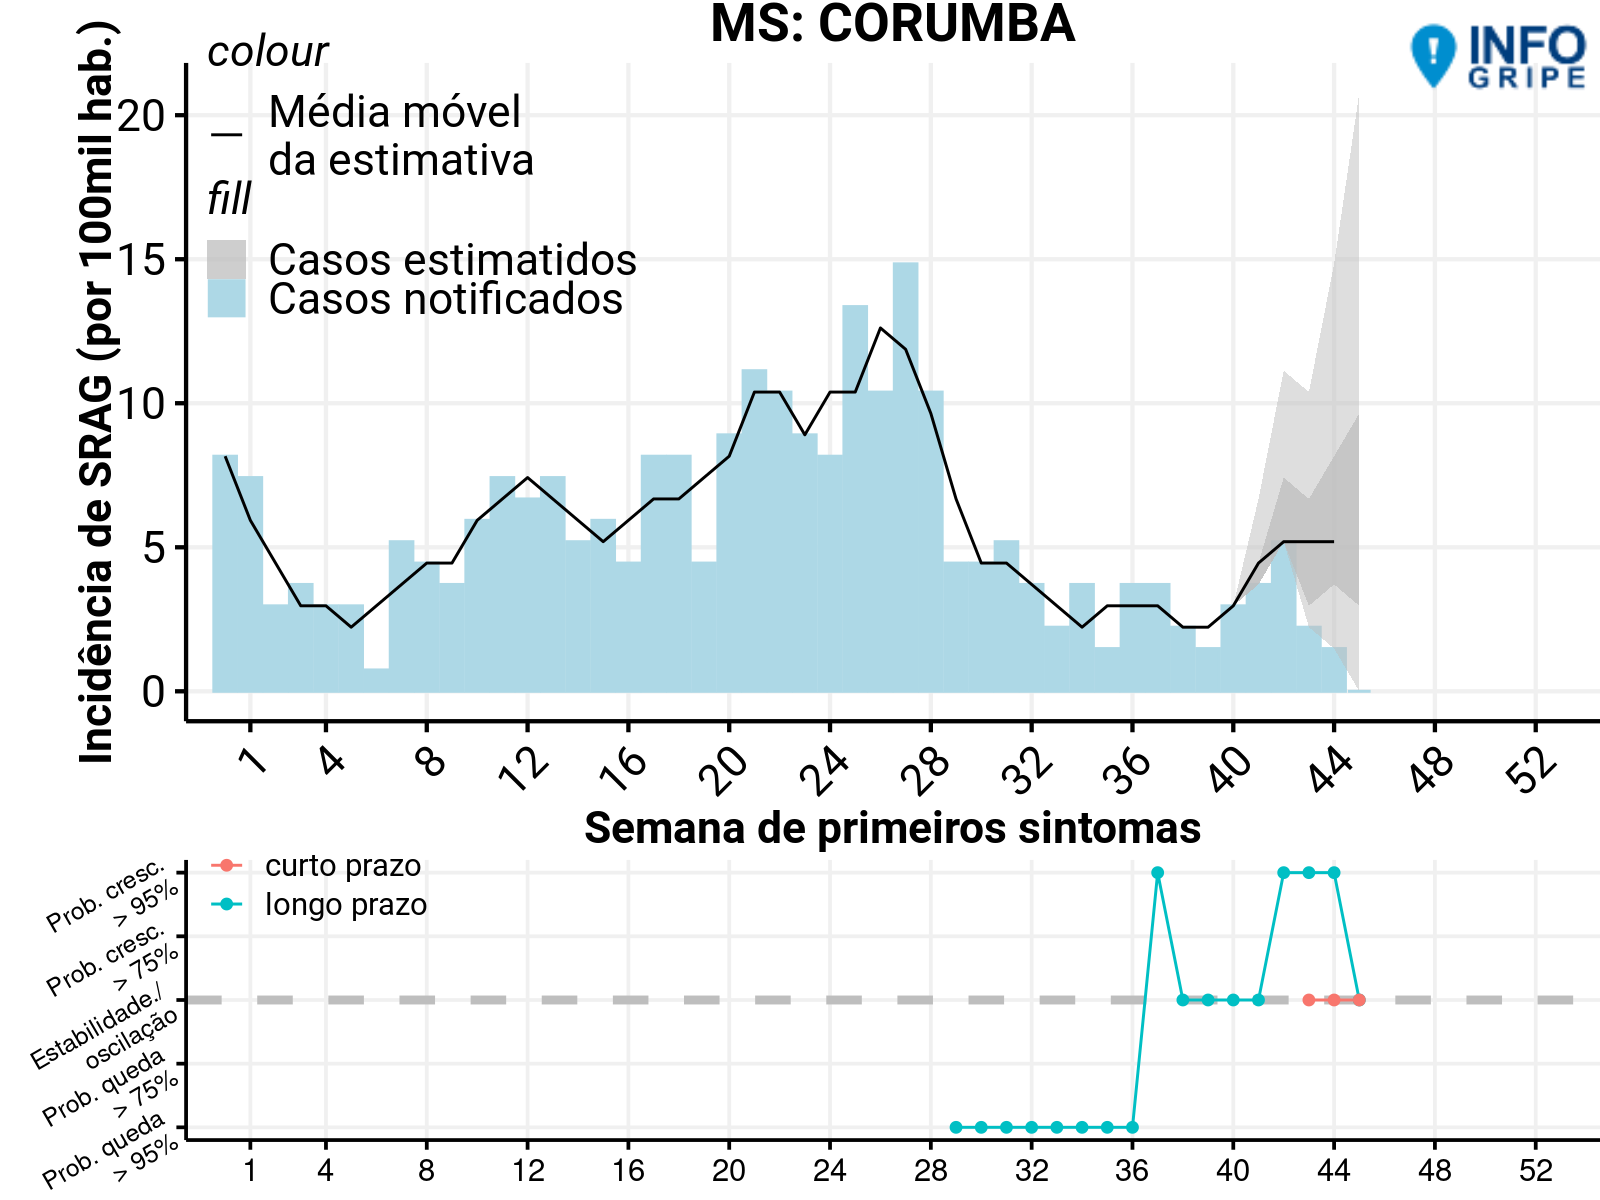 MS: CORUMBA
INFO
GRIPE
colour
Média móvel
da estimativa
fill
Casos estimatidos
Casos notificados
Incidência de SRAG (por 100mil hab.)
20
15
10
5
0
1 4 8 12 16 20 24 28 32 36 40 44 48 52
Semana de primeiros sintomas
curto prazo
longo prazo
Prob. cresc.
> 95%
Prob. cresc.
> 75%
Estabilidade./
oscilação
Prob. queda
> 75%
Prob. queda
> 95%
1 4 8 12 16 20 24 28 32 36 40 44 48 52